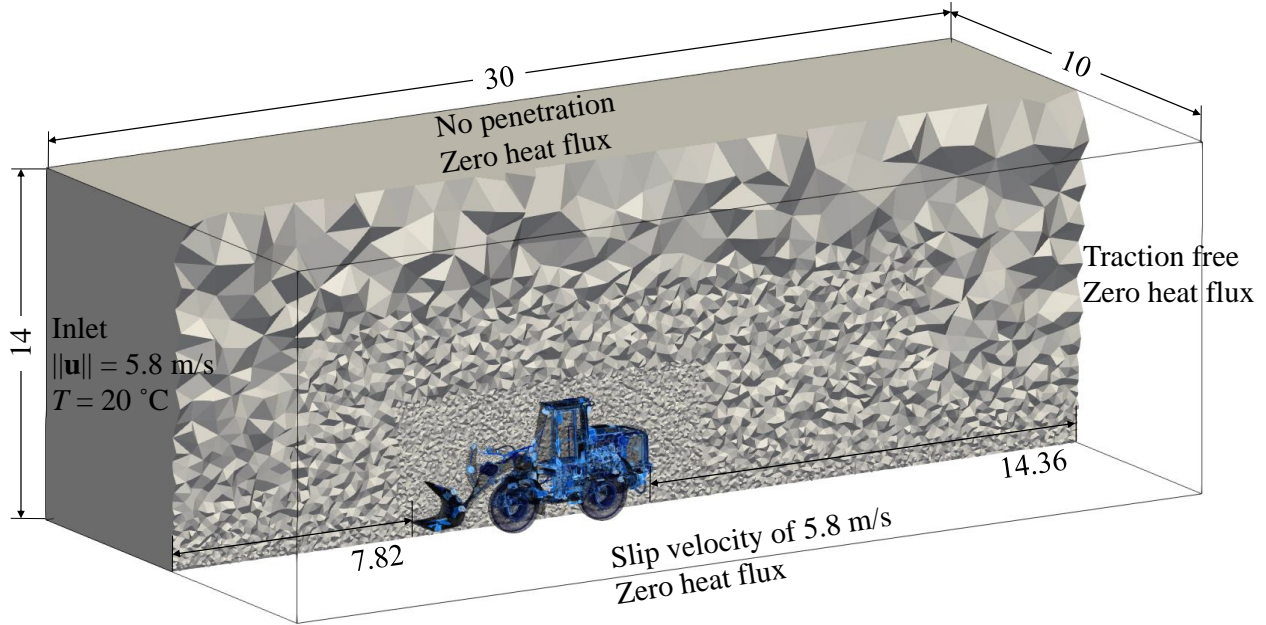 30
10
No penetration
Zero heat flux
14
Inlet
||u|| = 5.8 m/s
T = 20 ˚C
Traction free
Zero heat flux
14.36
7.82
Slip velocity of 5.8 m/s
Zero heat flux